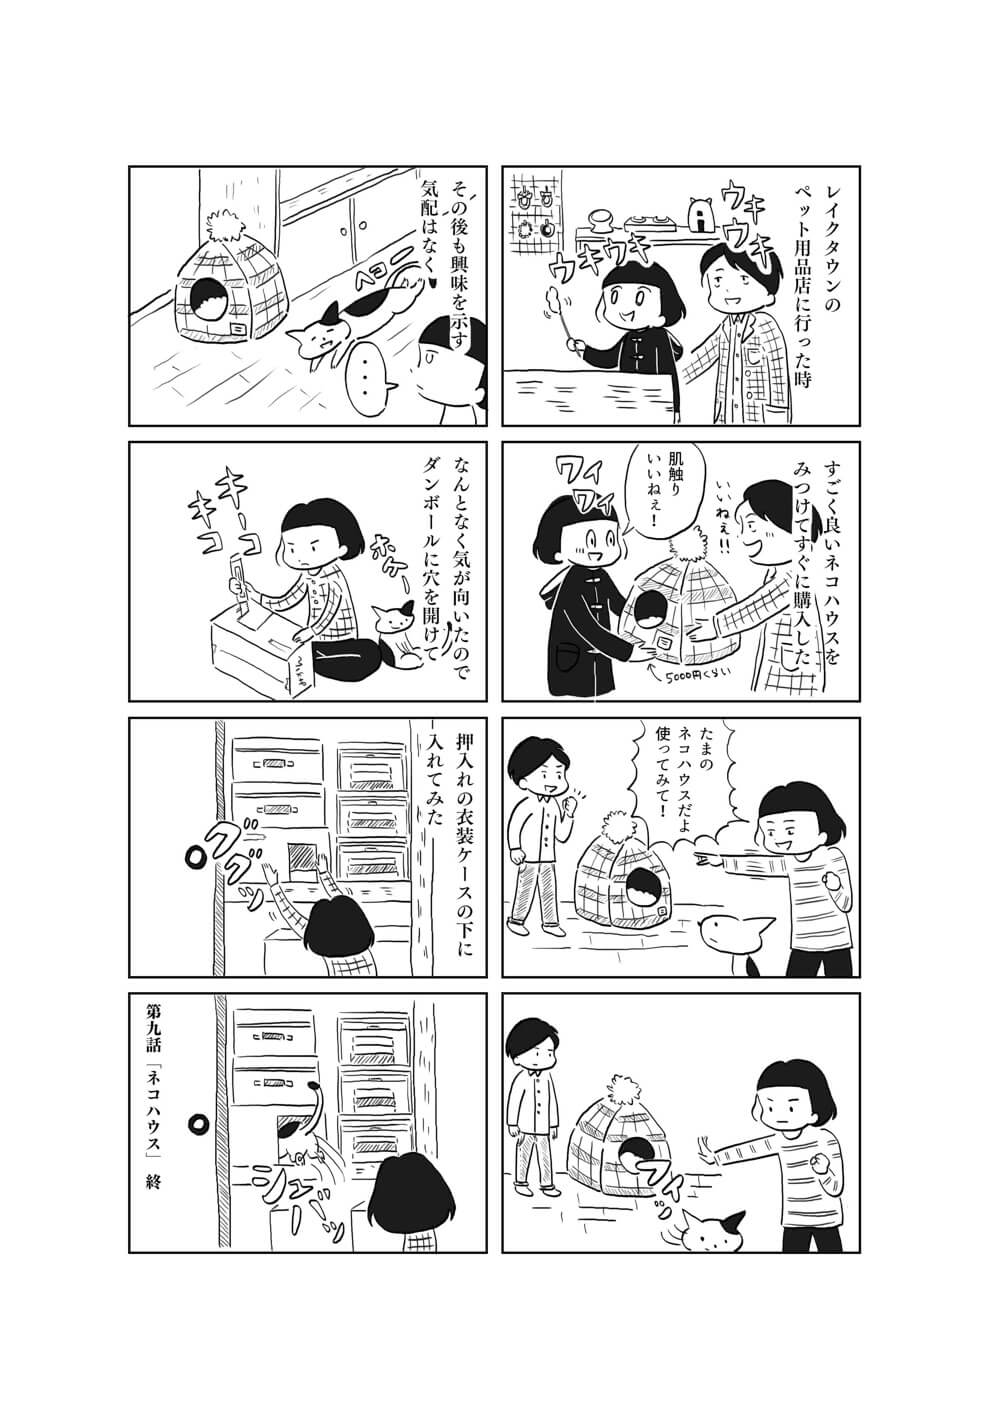 レイクタウンの
ペット用品店に行った時
ウキウキ
ウキウキ
すごく良いネコハウスを
みつけてすぐに購入した
いいねぇ!!
肌触り
いいねぇ!
ワイワイ
5000円くらい
たまの
ネコハウスだよ
使ってみて!
フイッ
その後も興味を示す
気配はなく
ヘヨー
…
なんとなく気が向いたので
ダンボールに穴を開けて
ホケー
キーコ
キコ
押入れの衣装ケースの下に
入れてみた
グググッ
シューッ
第九話「ネコハウス」 終